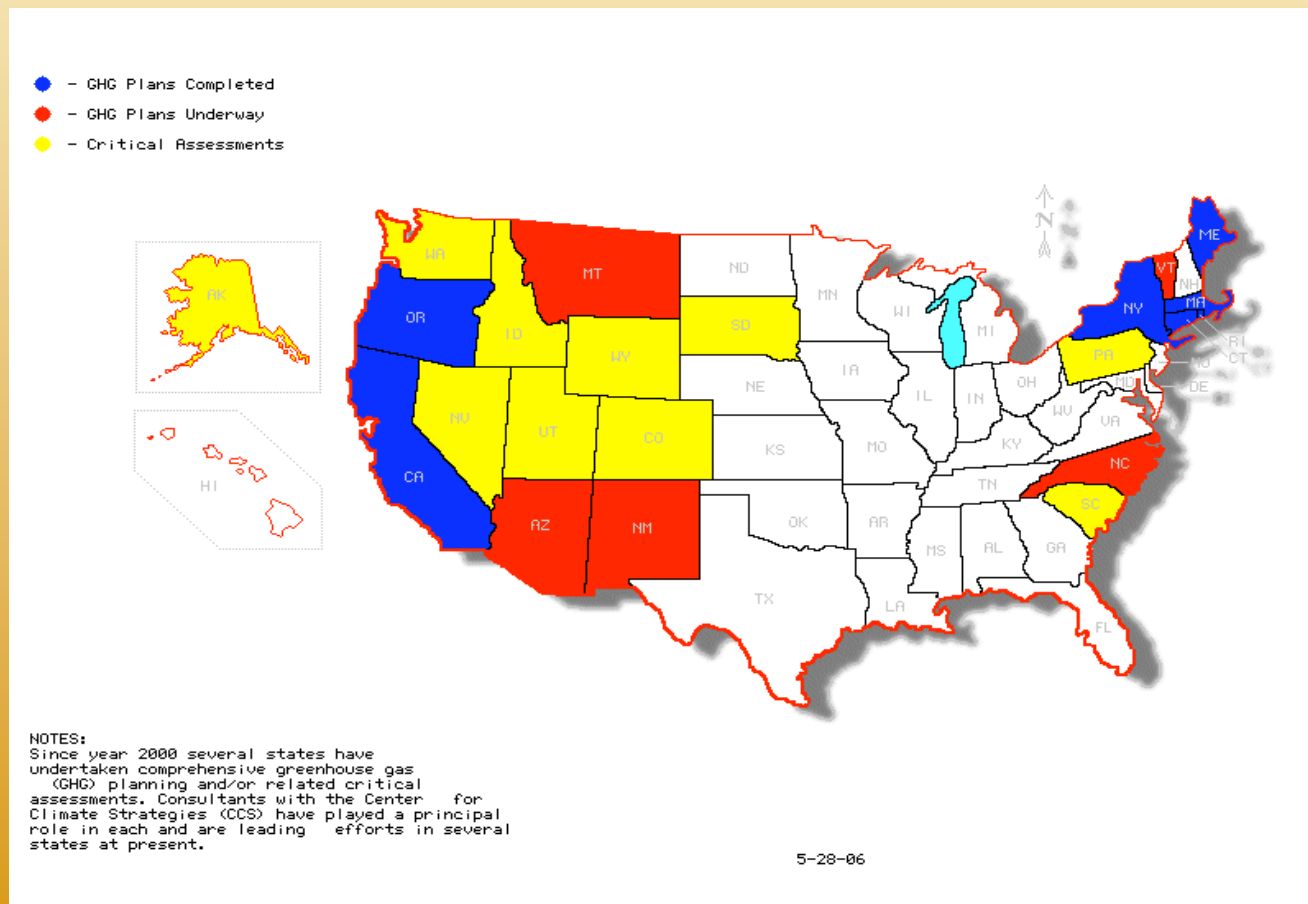 - GHG Plans Completed
- GHG Plans Underway
- Critical Assessments
N
WA
MT
ND
MN
ME
VT
NH
AK
OR
ID
SD
WI
MI
NY
MA
WY
RI
CT
PA
NJ
IA
NE
OH
MD
DE
NV
UT
CO
IL
IN
WV
VA
HI
CA
KS
MO
KY
NC
TN
AZ
NM
OK
AR
SC
MS
AL
GA
TX
LA
FL
NOTES:
Since year 2000 several states have
undertaken comprehensive greenhouse gas
(GHG) planning and/or related critical
assessments. Consultants with the Center for
Climate Strategies (CCS) have played a principal
role in each and are leading efforts in several
states at present.
5-28-06